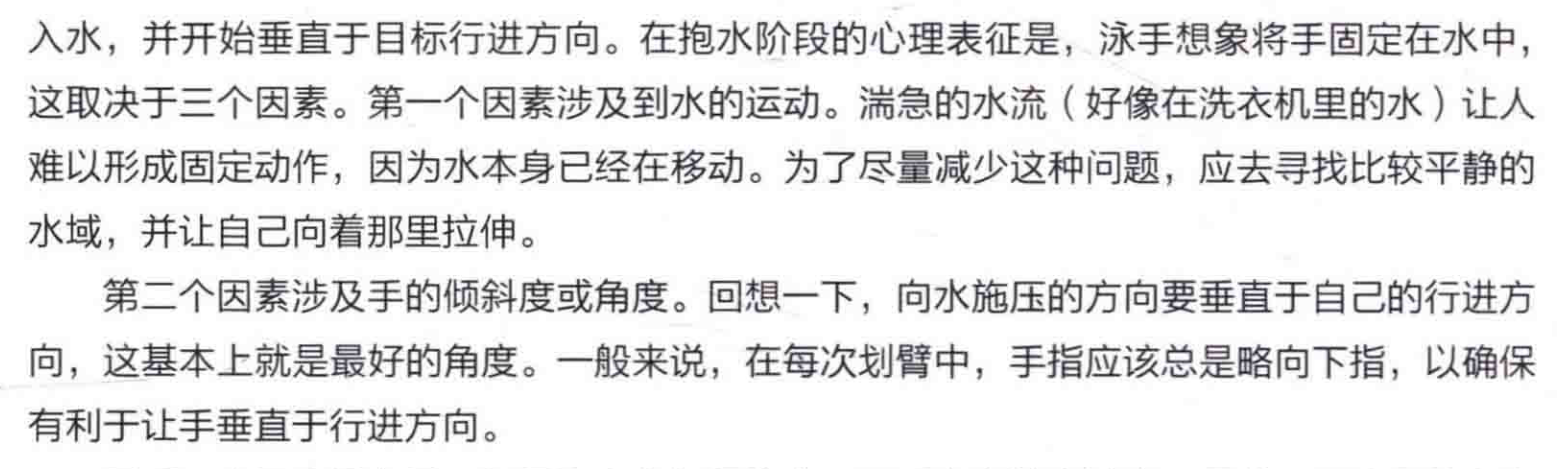 入水，并开始垂直于目标行进方向。在抱水阶段的心理表征是，泳手想象将手固定在水中，
这取决于三个因素。第一个因素涉及到水的运动。湍急的水流（好像在洗衣机里的水）让人
难以形成固定动作，因为水本身已经在移动。为了尽量减少这种问题，应去寻找比较平静的
水域，并让自己向着那里拉伸。
第二个因素涉及手的倾斜度或角度。回想一下，向水施压的方向要垂直于自己的行进方
向，这基本上就是最好的角度。一般来说，在每次划臂中，手指应该总是略向下指，以确保
有利于让手垂直于行进方向。